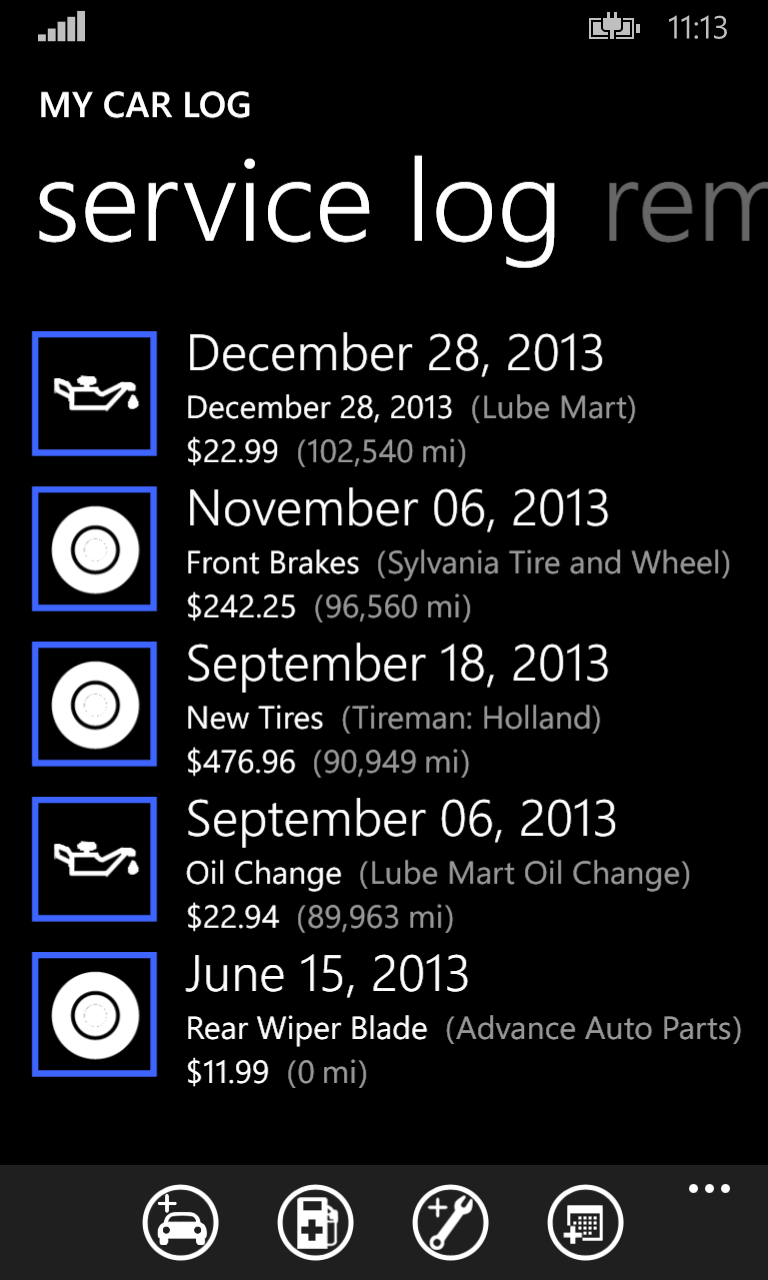 11:13
MY CAR LOG
service log rem
December 28, 2013
December 28, 2013 (Lube Mart)
$22.99 (102,540 mi)
November 06, 2013
Front Brakes (Sylvania Tire and Wheel)
$242.25 (96,560 mi)
September 18, 2013
New Tires (Tireman: Holland)
$476.96 (90,949 mi)
September 06, 2013
Oil Change (Lube Mart Oil Change)
$22.94 (89,963 mi)
June 15, 2013
Rear Wiper Blade (Advance Auto Parts)
$11.99 (0 mi)